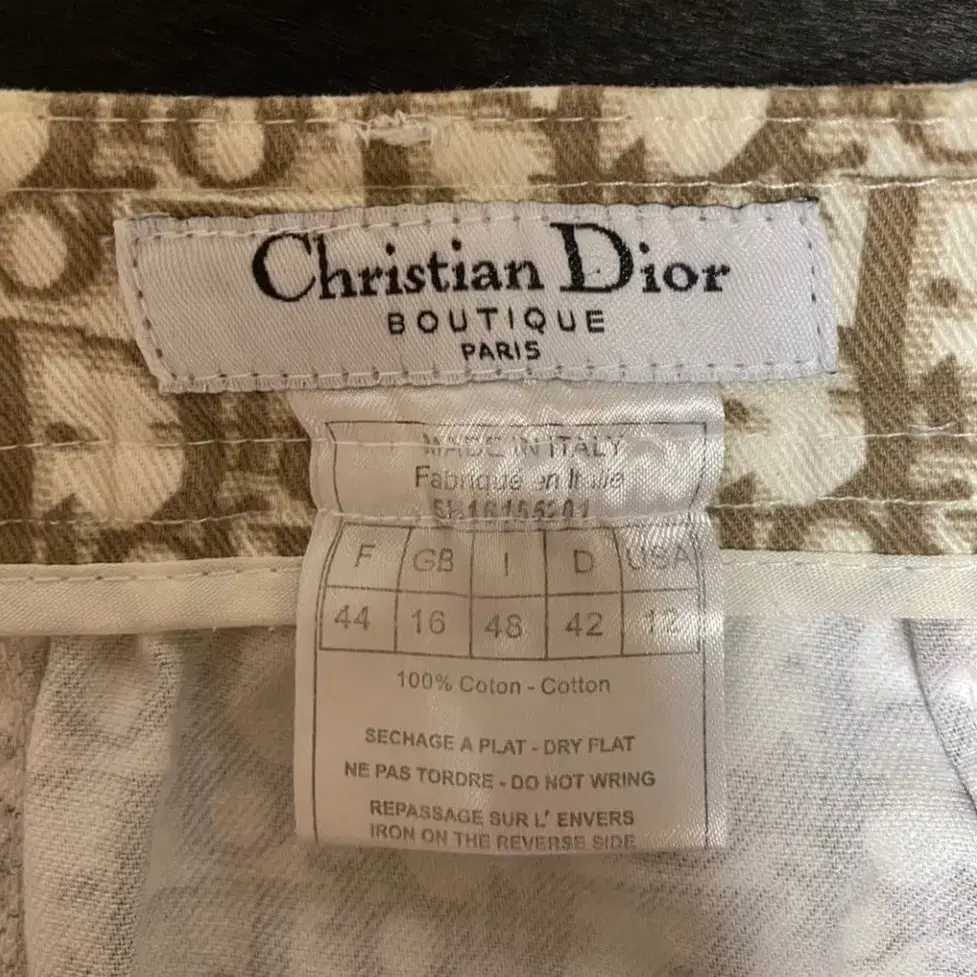 Christian Dior
BOUTIQUE
PARIS
MADE IN ITALY
Fabriqué en Italie
F GB I D USA
44 16 48 42 12
100% Coton - Cotton
SECHAGE A PLAT - DRY FLAT
NE PAS TORDRE - DO NOT WRING
REPASSAGE SUR L' ENVERS
IRON ON THE REVERSE SIDE